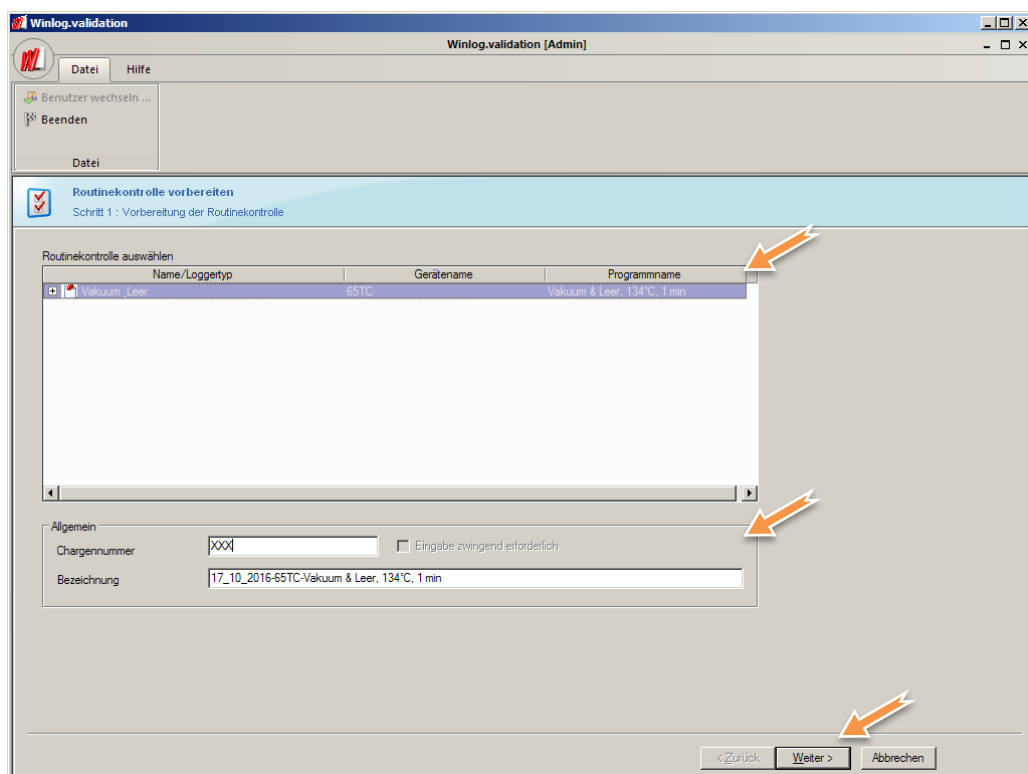 Winlog.validation
Winlog.validation [Admin]
Datei Hilfe
Benutzer wechseln ...
Beenden
Datei
Routinekontrolle vorbereiten
Schritt 1 : Vorbereitung der Routinekontrolle
Routinekontrolle auswählen
Name/Loggertyp Gerätename Programmname
Vakuum_Leer 65TC Vakuum & Leer, 134°C, 1 min
Allgemein
Chargennummer XXX Eingabe zwingend erforderlich
Bezeichnung 17_10_2016-65TC-Vakuum & Leer, 134°C, 1 min
< Zurück Weiter > Abbrechen